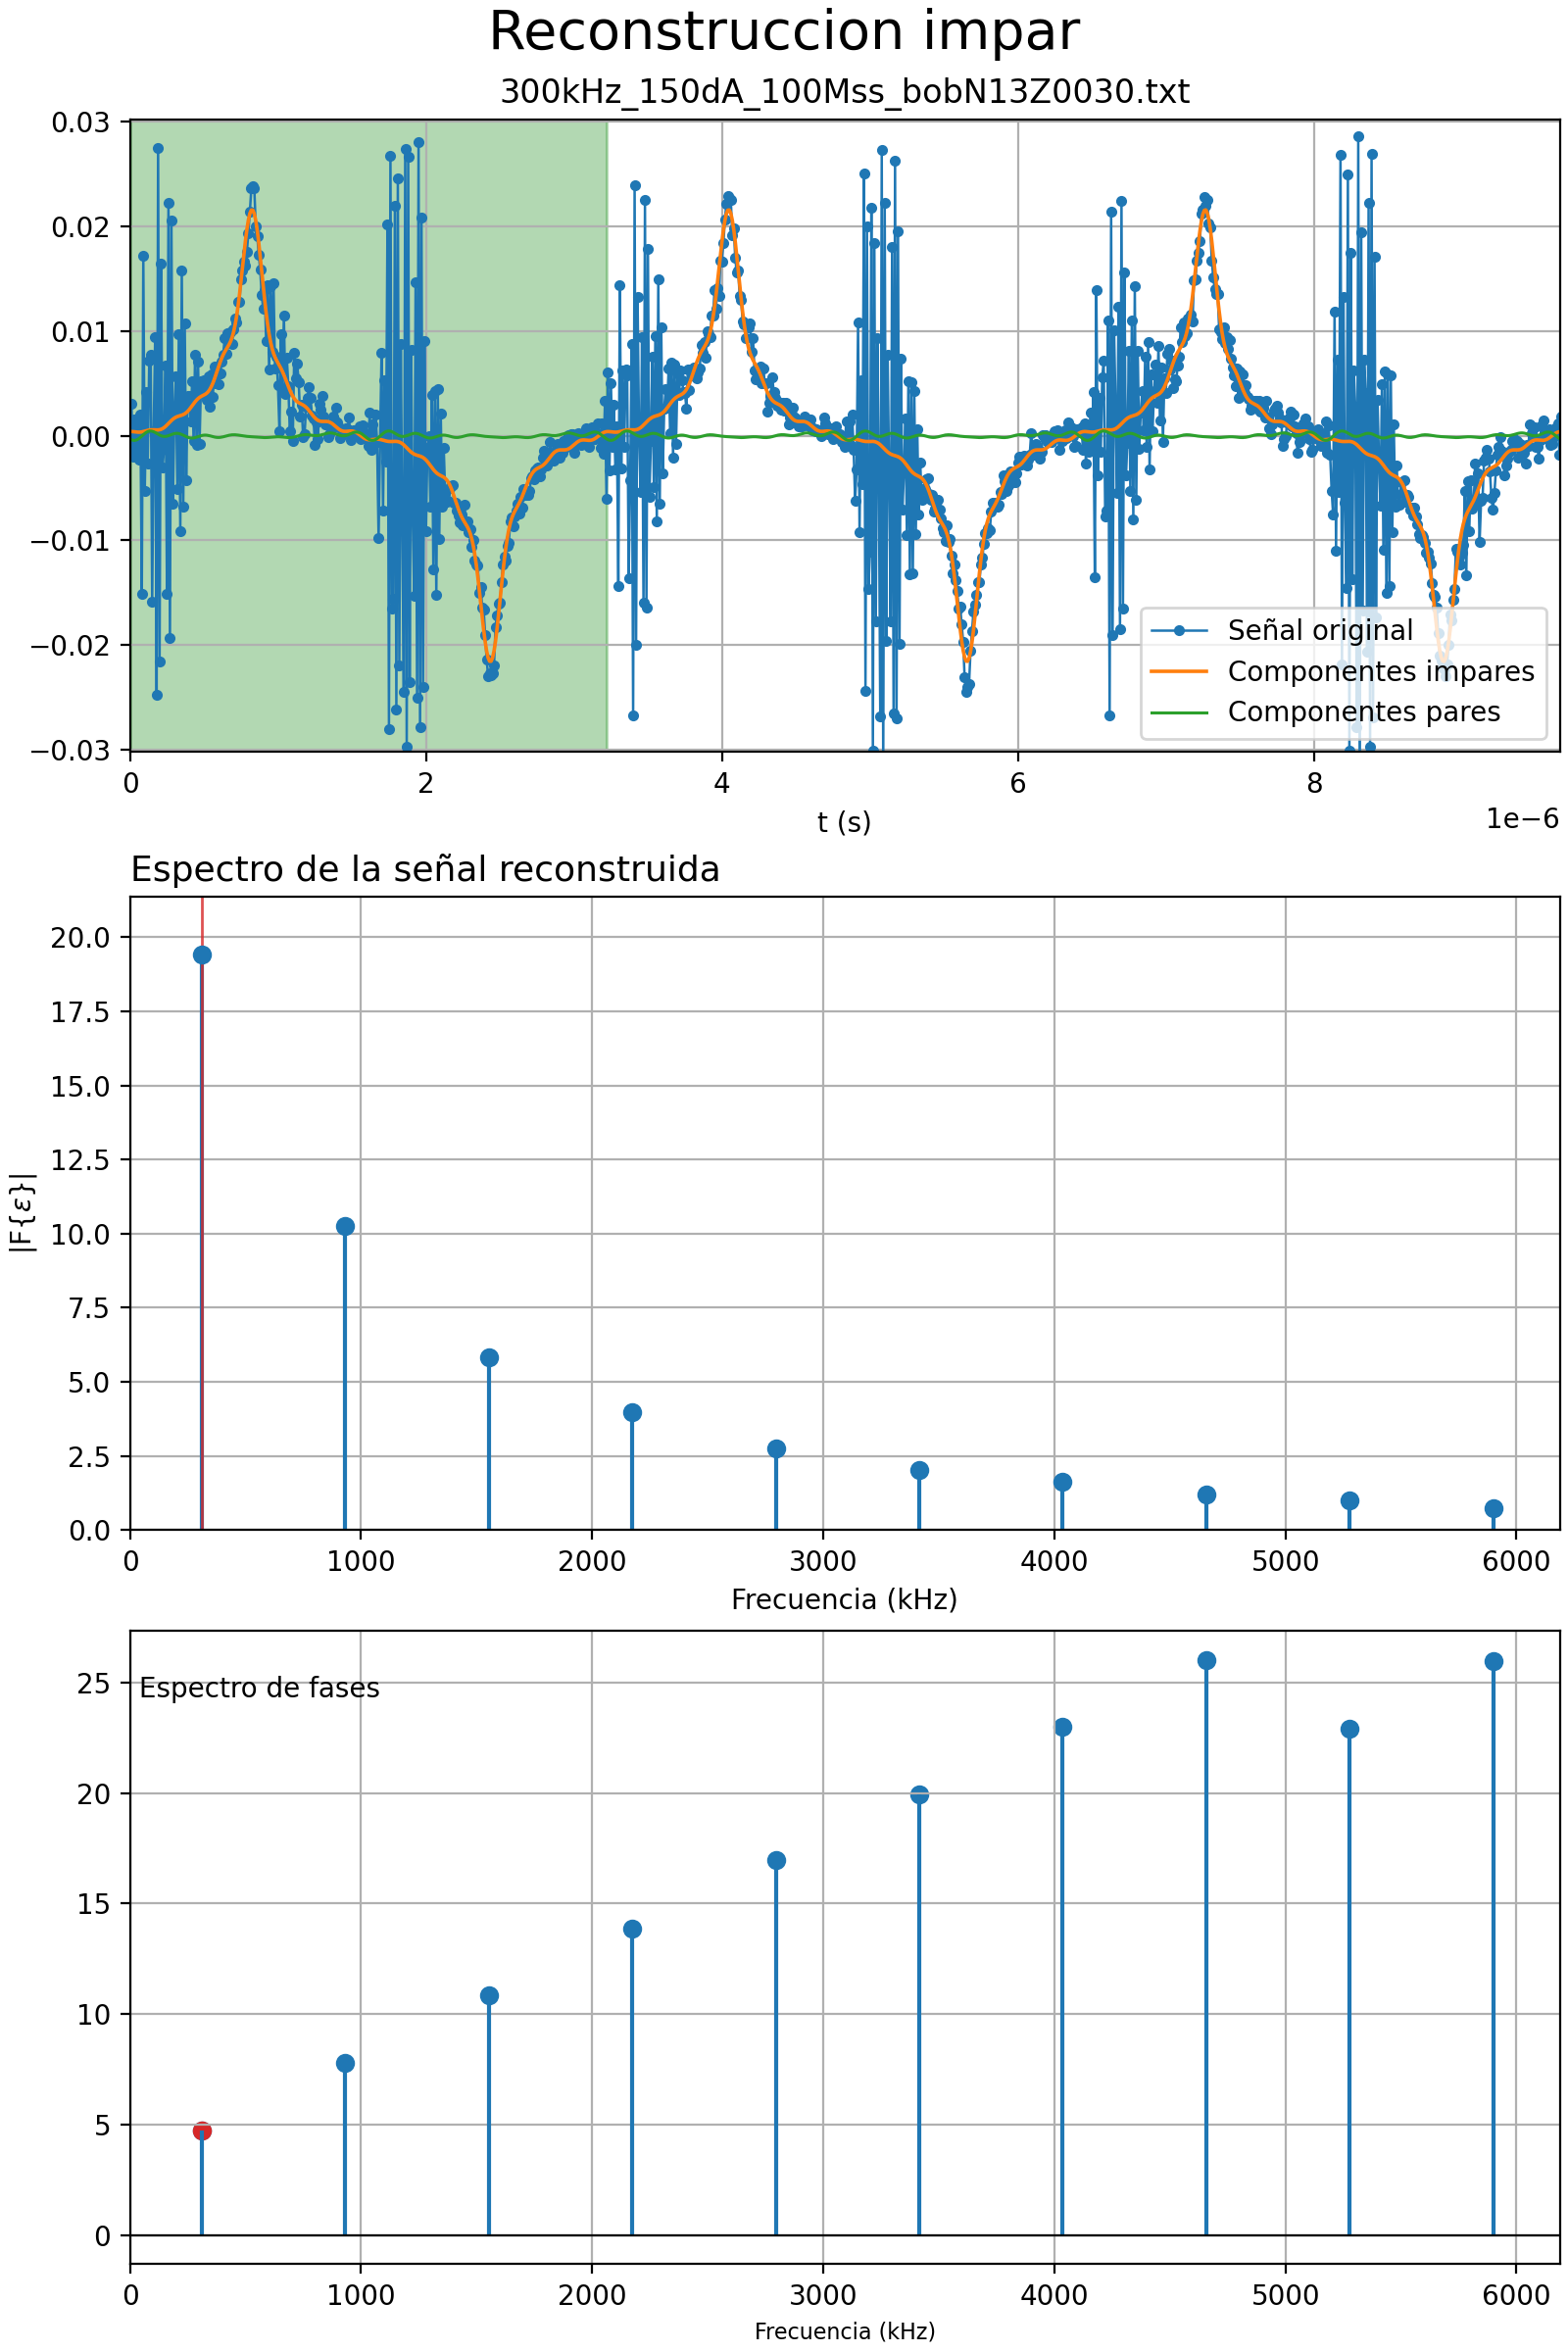 Reconstruccion impar
300kHz_150dA_100Mss_bobN13Z0030.txt
0.03
0.02
0.01
0.00
−0.01
−0.02
−0.03
Señal original
Componentes impares
Componentes pares
0 2 4 6 8
t (s)
1e−6
Espectro de la señal reconstruida
20.0
17.5
15.0
12.5
10.0
7.5
5.0
2.5
0.0
|F{ε}|
0 1000 2000 3000 4000 5000 6000
Frecuencia (kHz)
Espectro de fases
25
20
15
10
5
0
0 1000 2000 3000 4000 5000 6000
Frecuencia (kHz)